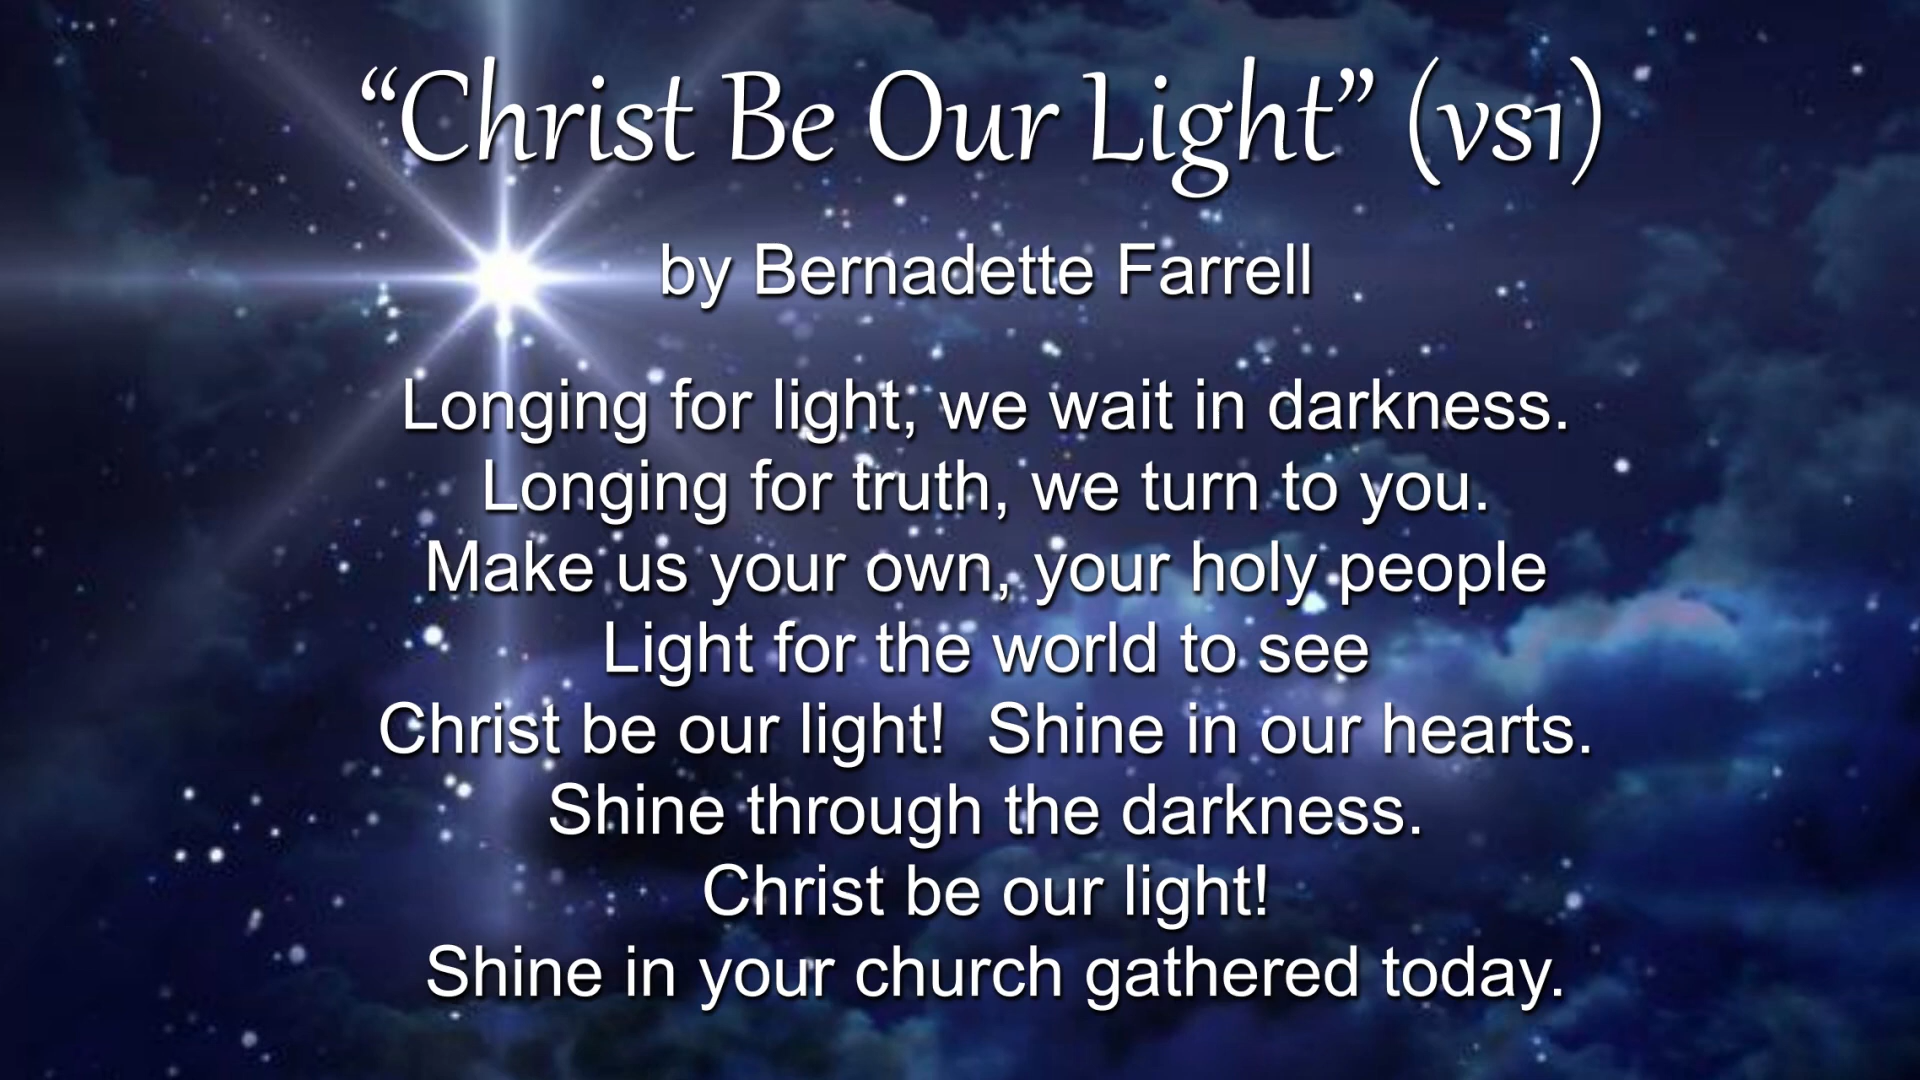 “Christ Be Our Light” (vs1)
by Bernadette Farrell
Longing for light, we wait in darkness.
Longing for truth, we turn to you.
Make us your own, your holy people
Light for the world to see
Christ be our light!  Shine in our hearts.
Shine through the darkness.
Christ be our light!
Shine in your church gathered today.